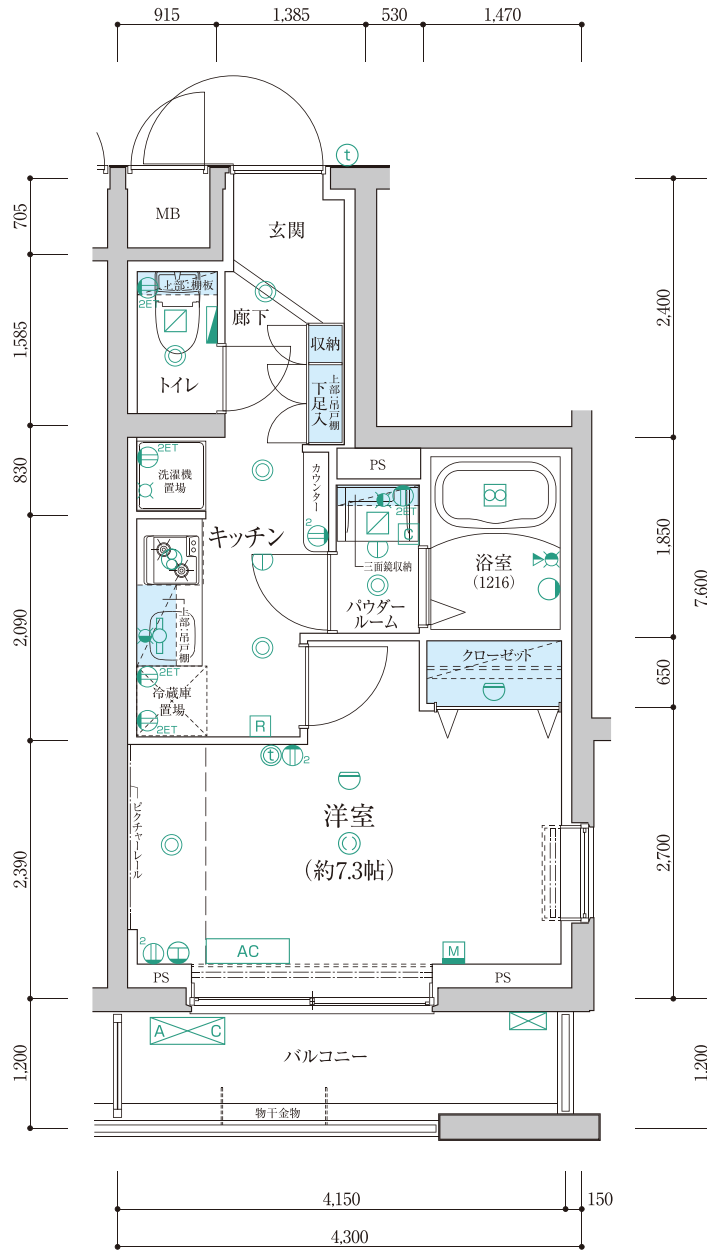 915 1,385 530 1,470
t
705
MB
玄関
上部:棚板
2ET
廊下
2,400
1,585
トイレ
収納
上部:吊戸棚
下足入
830
2ET
洗濯機
置場
カウンター
PS
2ET
C
2
キッチン
三面鏡収納
浴室
(1216)
1,850
7,600
パウダー
ルーム
2,090
上部:吊戸棚
2ET
冷蔵庫
置場
2ET
クローゼット
650
R
t
2
ピクチャーレール
洋室
(約7.3帖)
2,390
2,700
2
AC
M
PS
PS
A C
バルコニー
1,200
1,200
物干金物
4,150 150
4,300